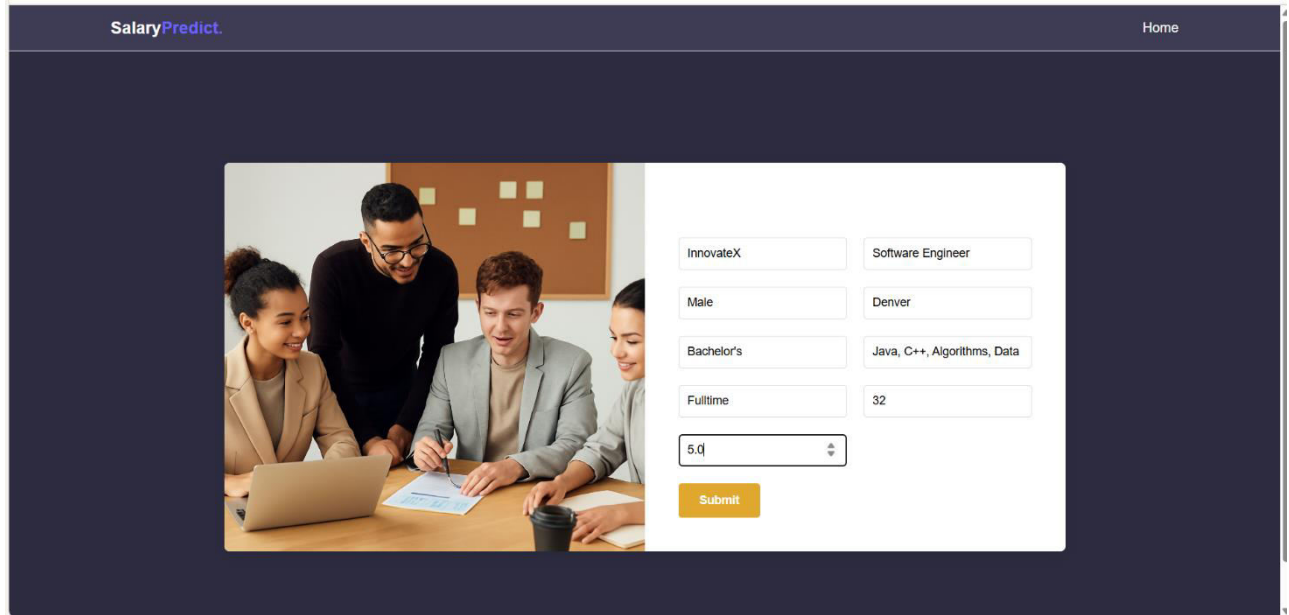 SalaryPredict. Home
InnovateX Software Engineer
Male Denver
Bachelor's Java, C++, Algorithms, Data
Fulltime 32
5.0
Submit